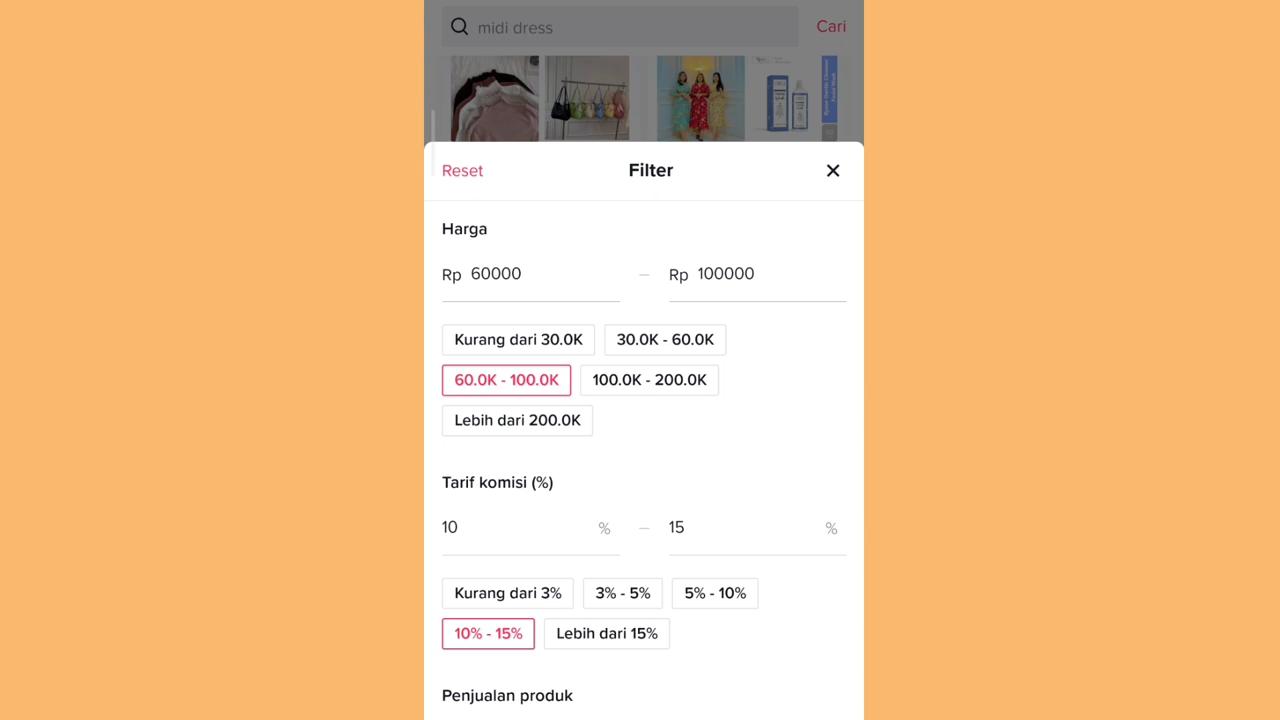 midi dress
Cari
Reset
Filter
Harga
Rp 60000 – Rp 100000
Kurang dari 30.0K
30.0K - 60.0K
60.0K - 100.0K
100.0K - 200.0K
Lebih dari 200.0K
Tarif komisi (%)
10 % – 15 %
Kurang dari 3%
3% - 5%
5% - 10%
10% - 15%
Lebih dari 15%
Penjualan produk